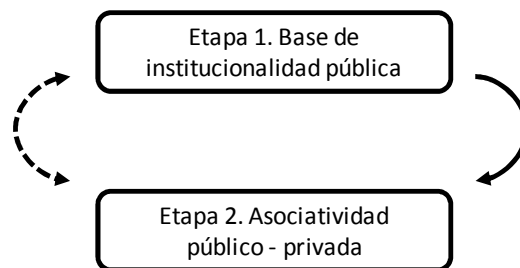 Etapa 1. Base de
institucionalidad pública
Etapa 2. Asociatividad
público - privada